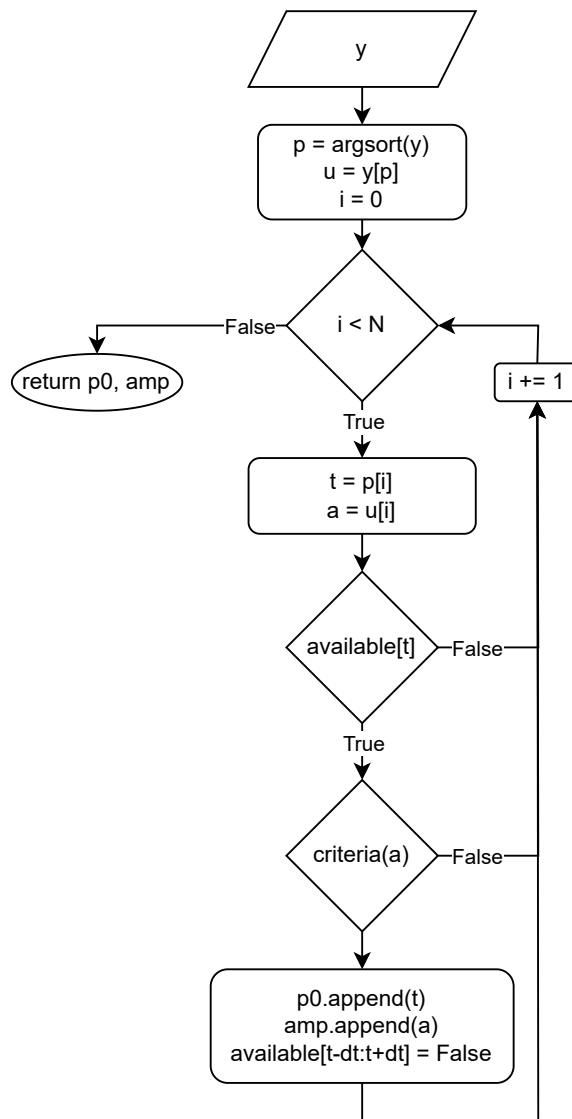 y
p = argsort(y)
u = y[p]
i = 0
i < N
False
return p0, amp
i += 1
True
t = p[i]
a = u[i]
available[t]
False
True
criteria(a)
False
p0.append(t)
amp.append(a)
available[t-dt:t+dt] = False